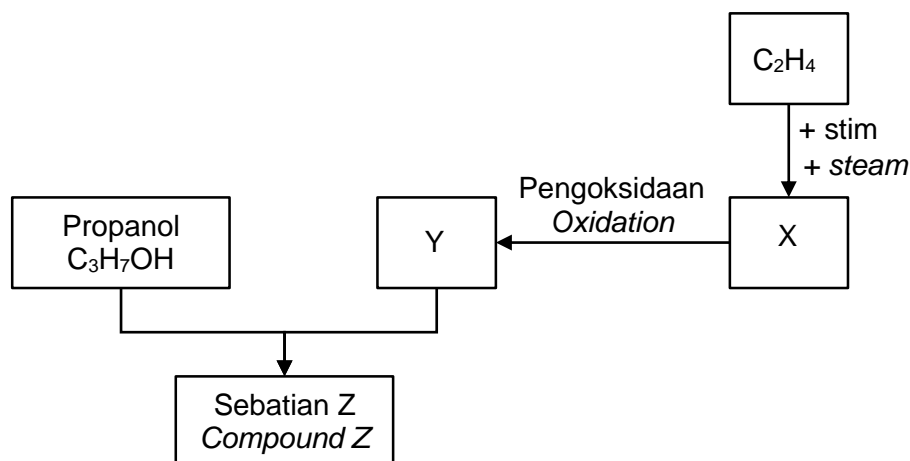 C₂H₄
+ stim
+ steam
Pengoksidaan
Oxidation
Propanol
C₃H₇OH
Y
X
Sebatian Z
Compound Z